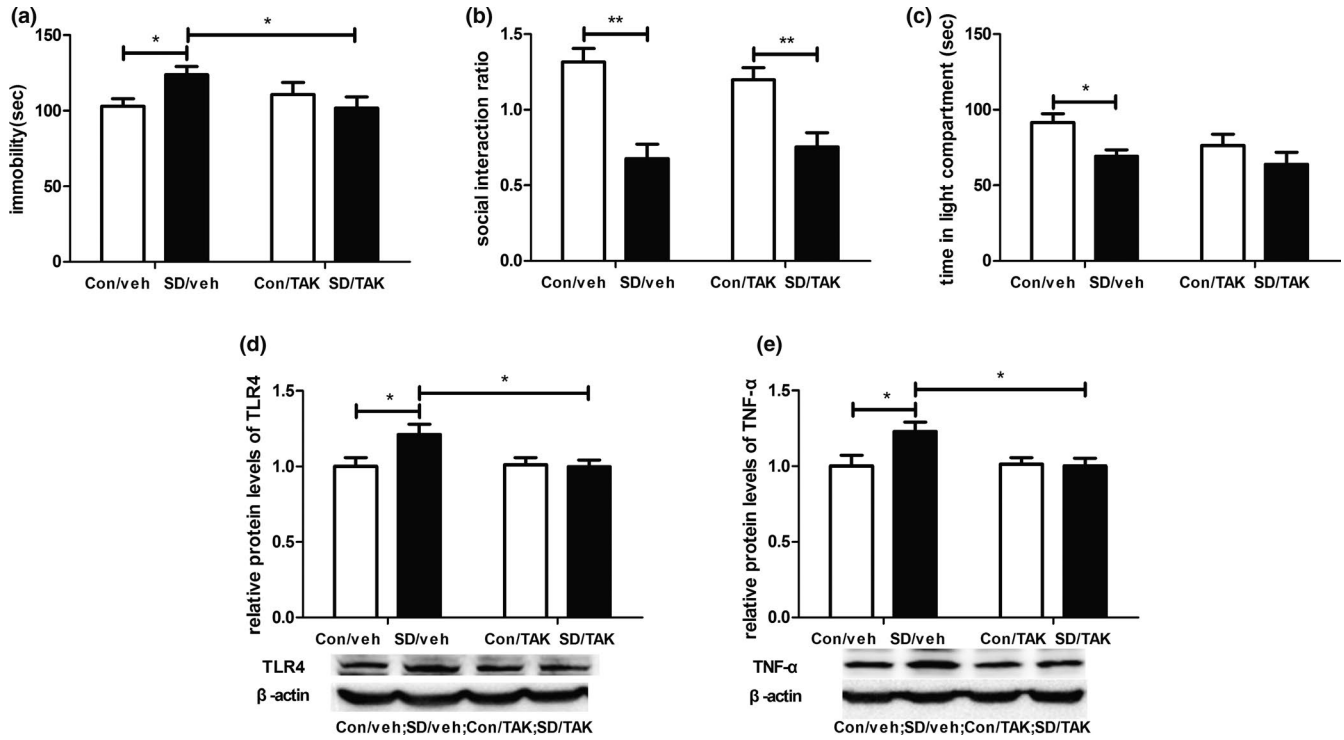 (a)
immobility(sec)
150
100
50
0
*
*
Con/veh SD/veh Con/TAK SD/TAK
(b)
social interaction ratio
1.5
1.0
0.5
0.0
**
**
Con/veh SD/veh Con/TAK SD/TAK
(c)
time in light compartment (sec)
150
100
50
0
*
Con/veh SD/veh Con/TAK SD/TAK
(d)
relative protein levels of TLR4
1.5
1.0
0.5
0.0
*
*
Con/veh SD/veh Con/TAK SD/TAK
TLR4
β-actin
Con/veh;SD/veh;Con/TAK;SD/TAK
(e)
relative protein levels of TNF-α
1.5
1.0
0.5
0.0
*
*
Con/veh SD/veh Con/TAK SD/TAK
TNF-α
β-actin
Con/veh;SD/veh;Con/TAK;SD/TAK